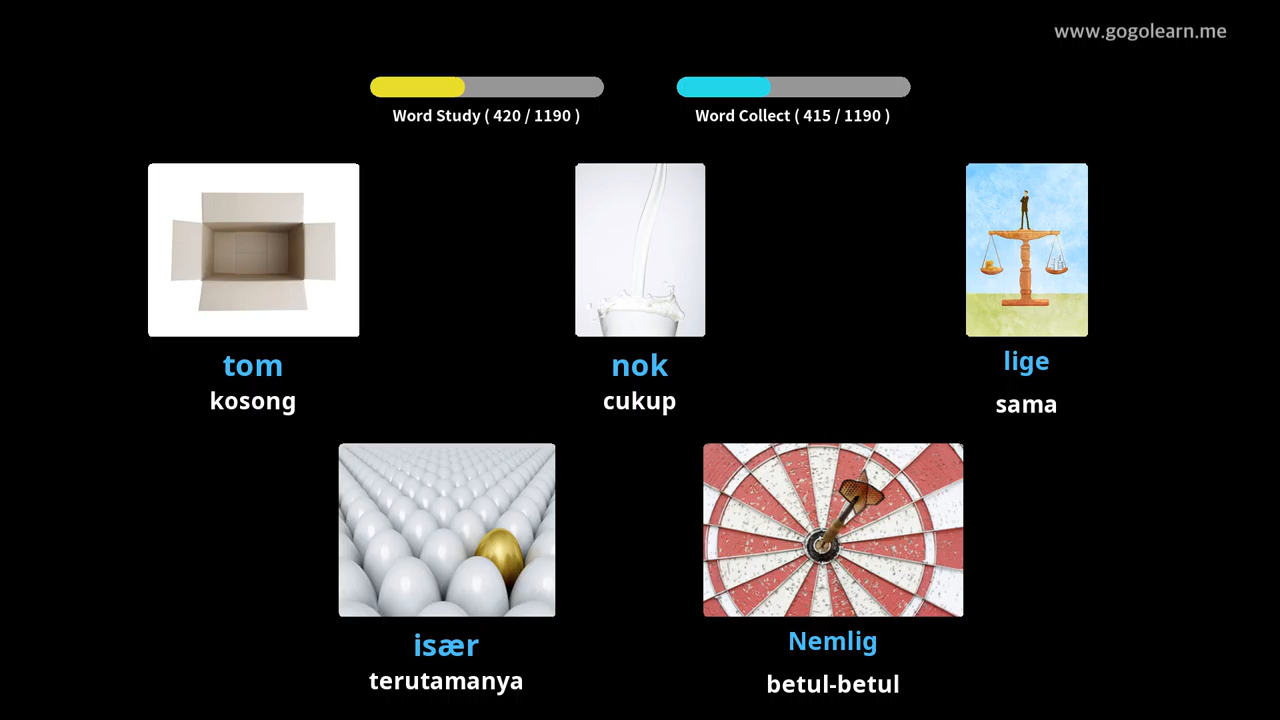 www.gogolearn.me
Word Study ( 420 / 1190 )
Word Collect ( 415 / 1190 )
tom
kosong
nok
cukup
lige
sama
især
terutamanya
Nemlig
betul-betul